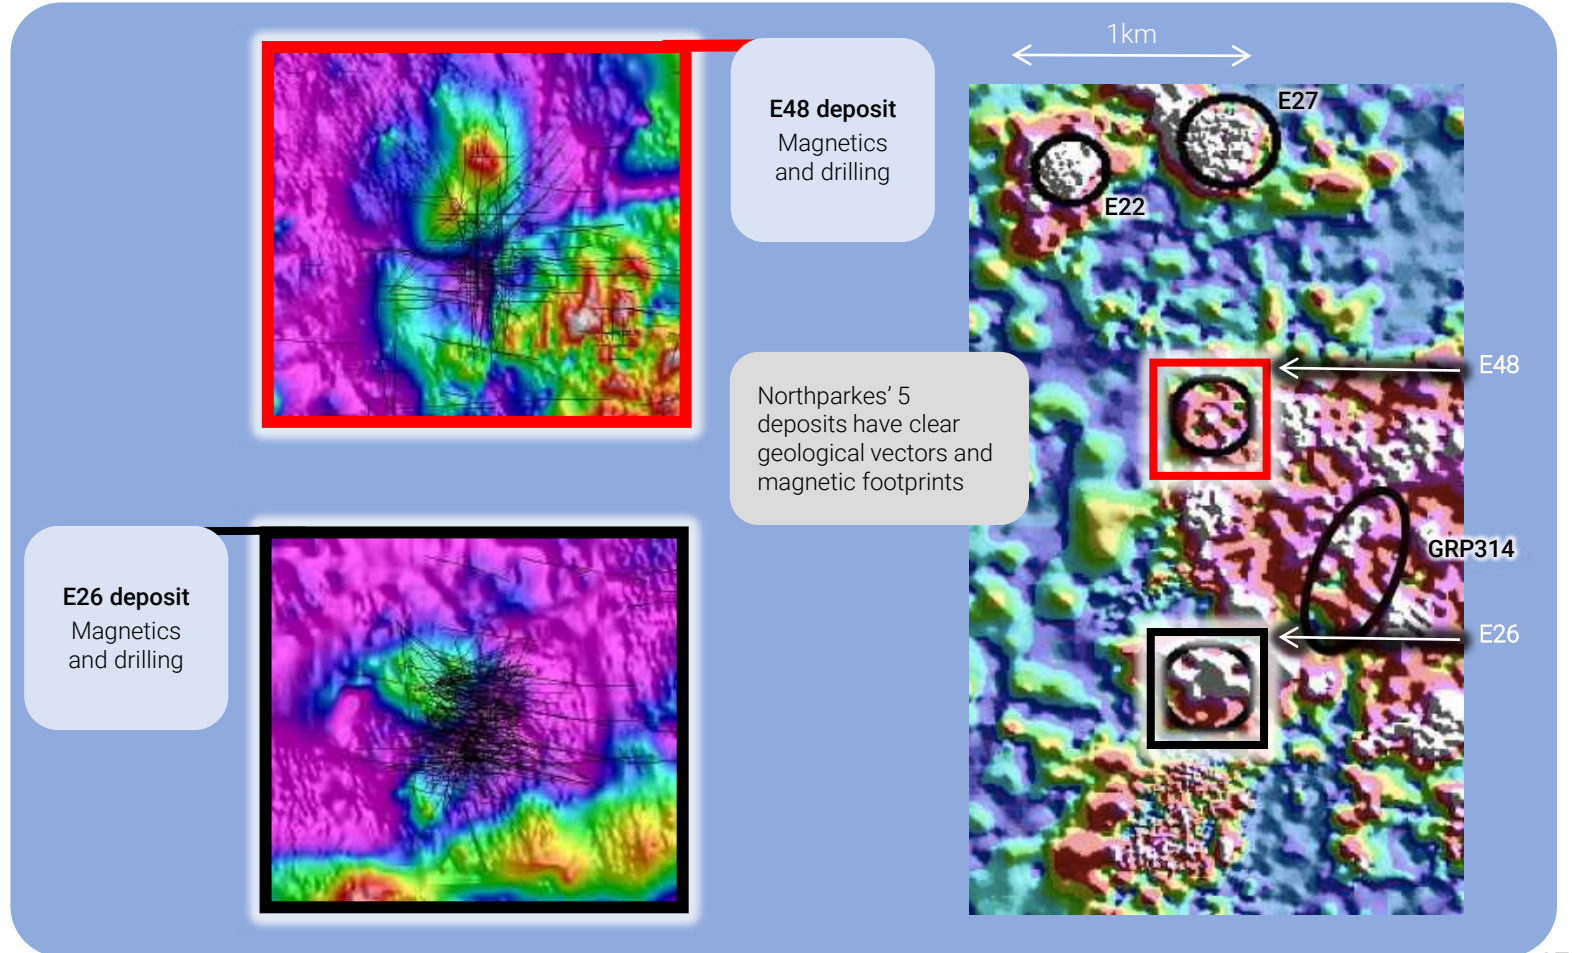 1km
E48 deposit
Magnetics
and drilling
E27
E22
E48
Northparkes’ 5
deposits have clear
geological vectors and
magnetic footprints
GRP314
E26 deposit
Magnetics
and drilling
E26